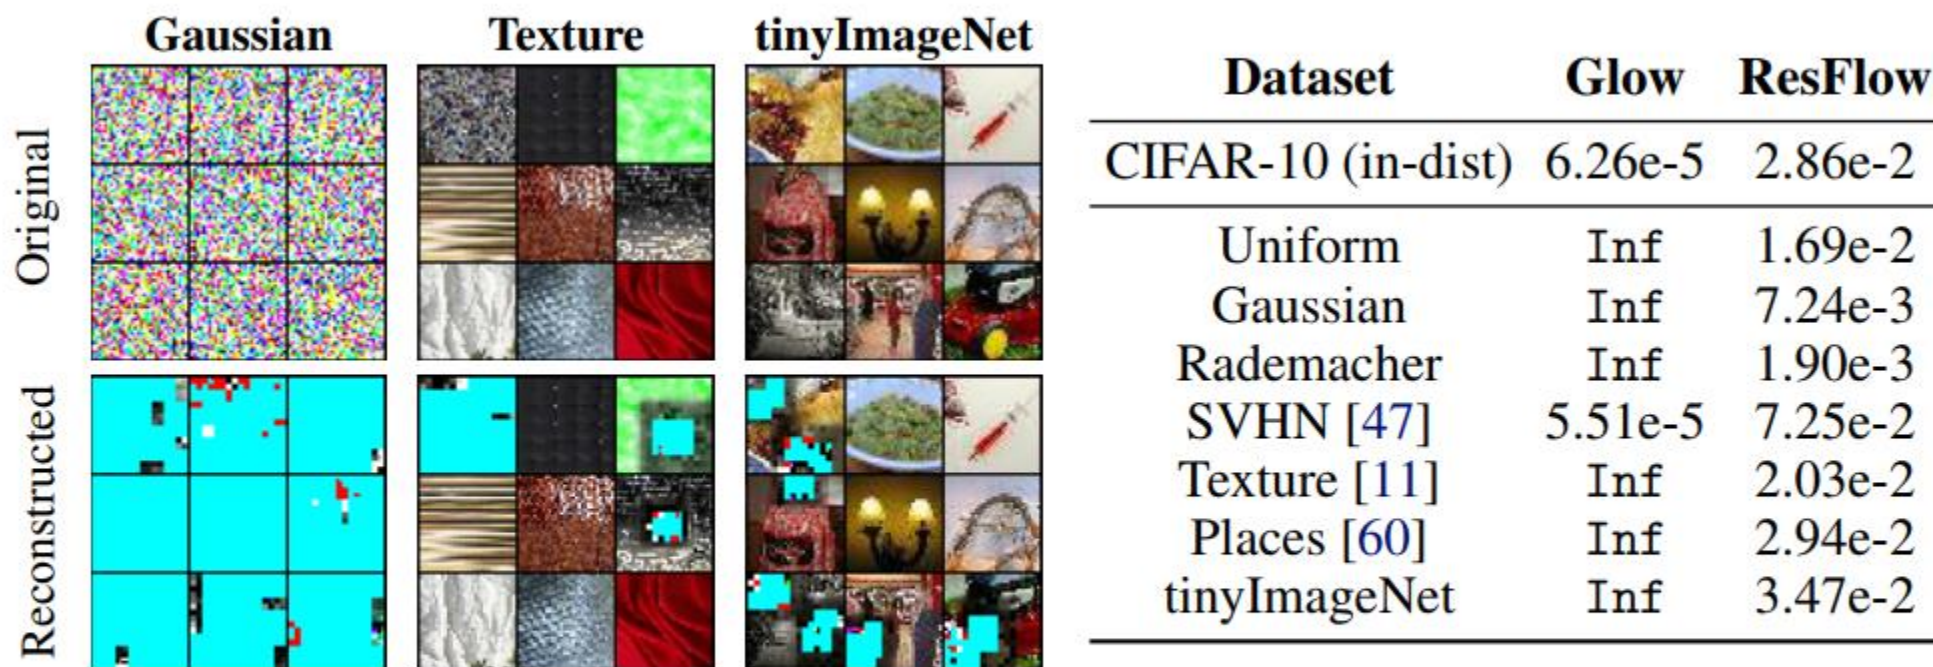 Gaussian Texture tinyImageNet
Original
Reconstructed
Dataset Glow ResFlow
CIFAR-10 (in-dist) 6.26e-5 2.86e-2
Uniform Inf 1.69e-2
Gaussian Inf 7.24e-3
Rademacher Inf 1.90e-3
SVHN [47] 5.51e-5 7.25e-2
Texture [11] Inf 2.03e-2
Places [60] Inf 2.94e-2
tinyImageNet Inf 3.47e-2